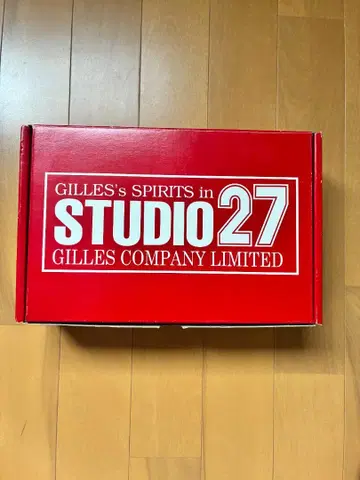 GILLES's SPIRITS in
STUDIO27
GILLES COMPANY LIMITED